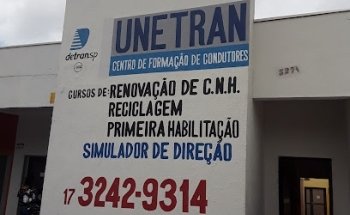 UNETRAN
detran.sp
CENTRO DE FORMAÇÃO DE CONDUTORES
CURSOS DE: RENOVAÇÃO DE C.N.H.
RECICLAGEM
PRIMEIRA HABILITAÇÃO
SIMULADOR DE DIREÇÃO
17 3242-9314